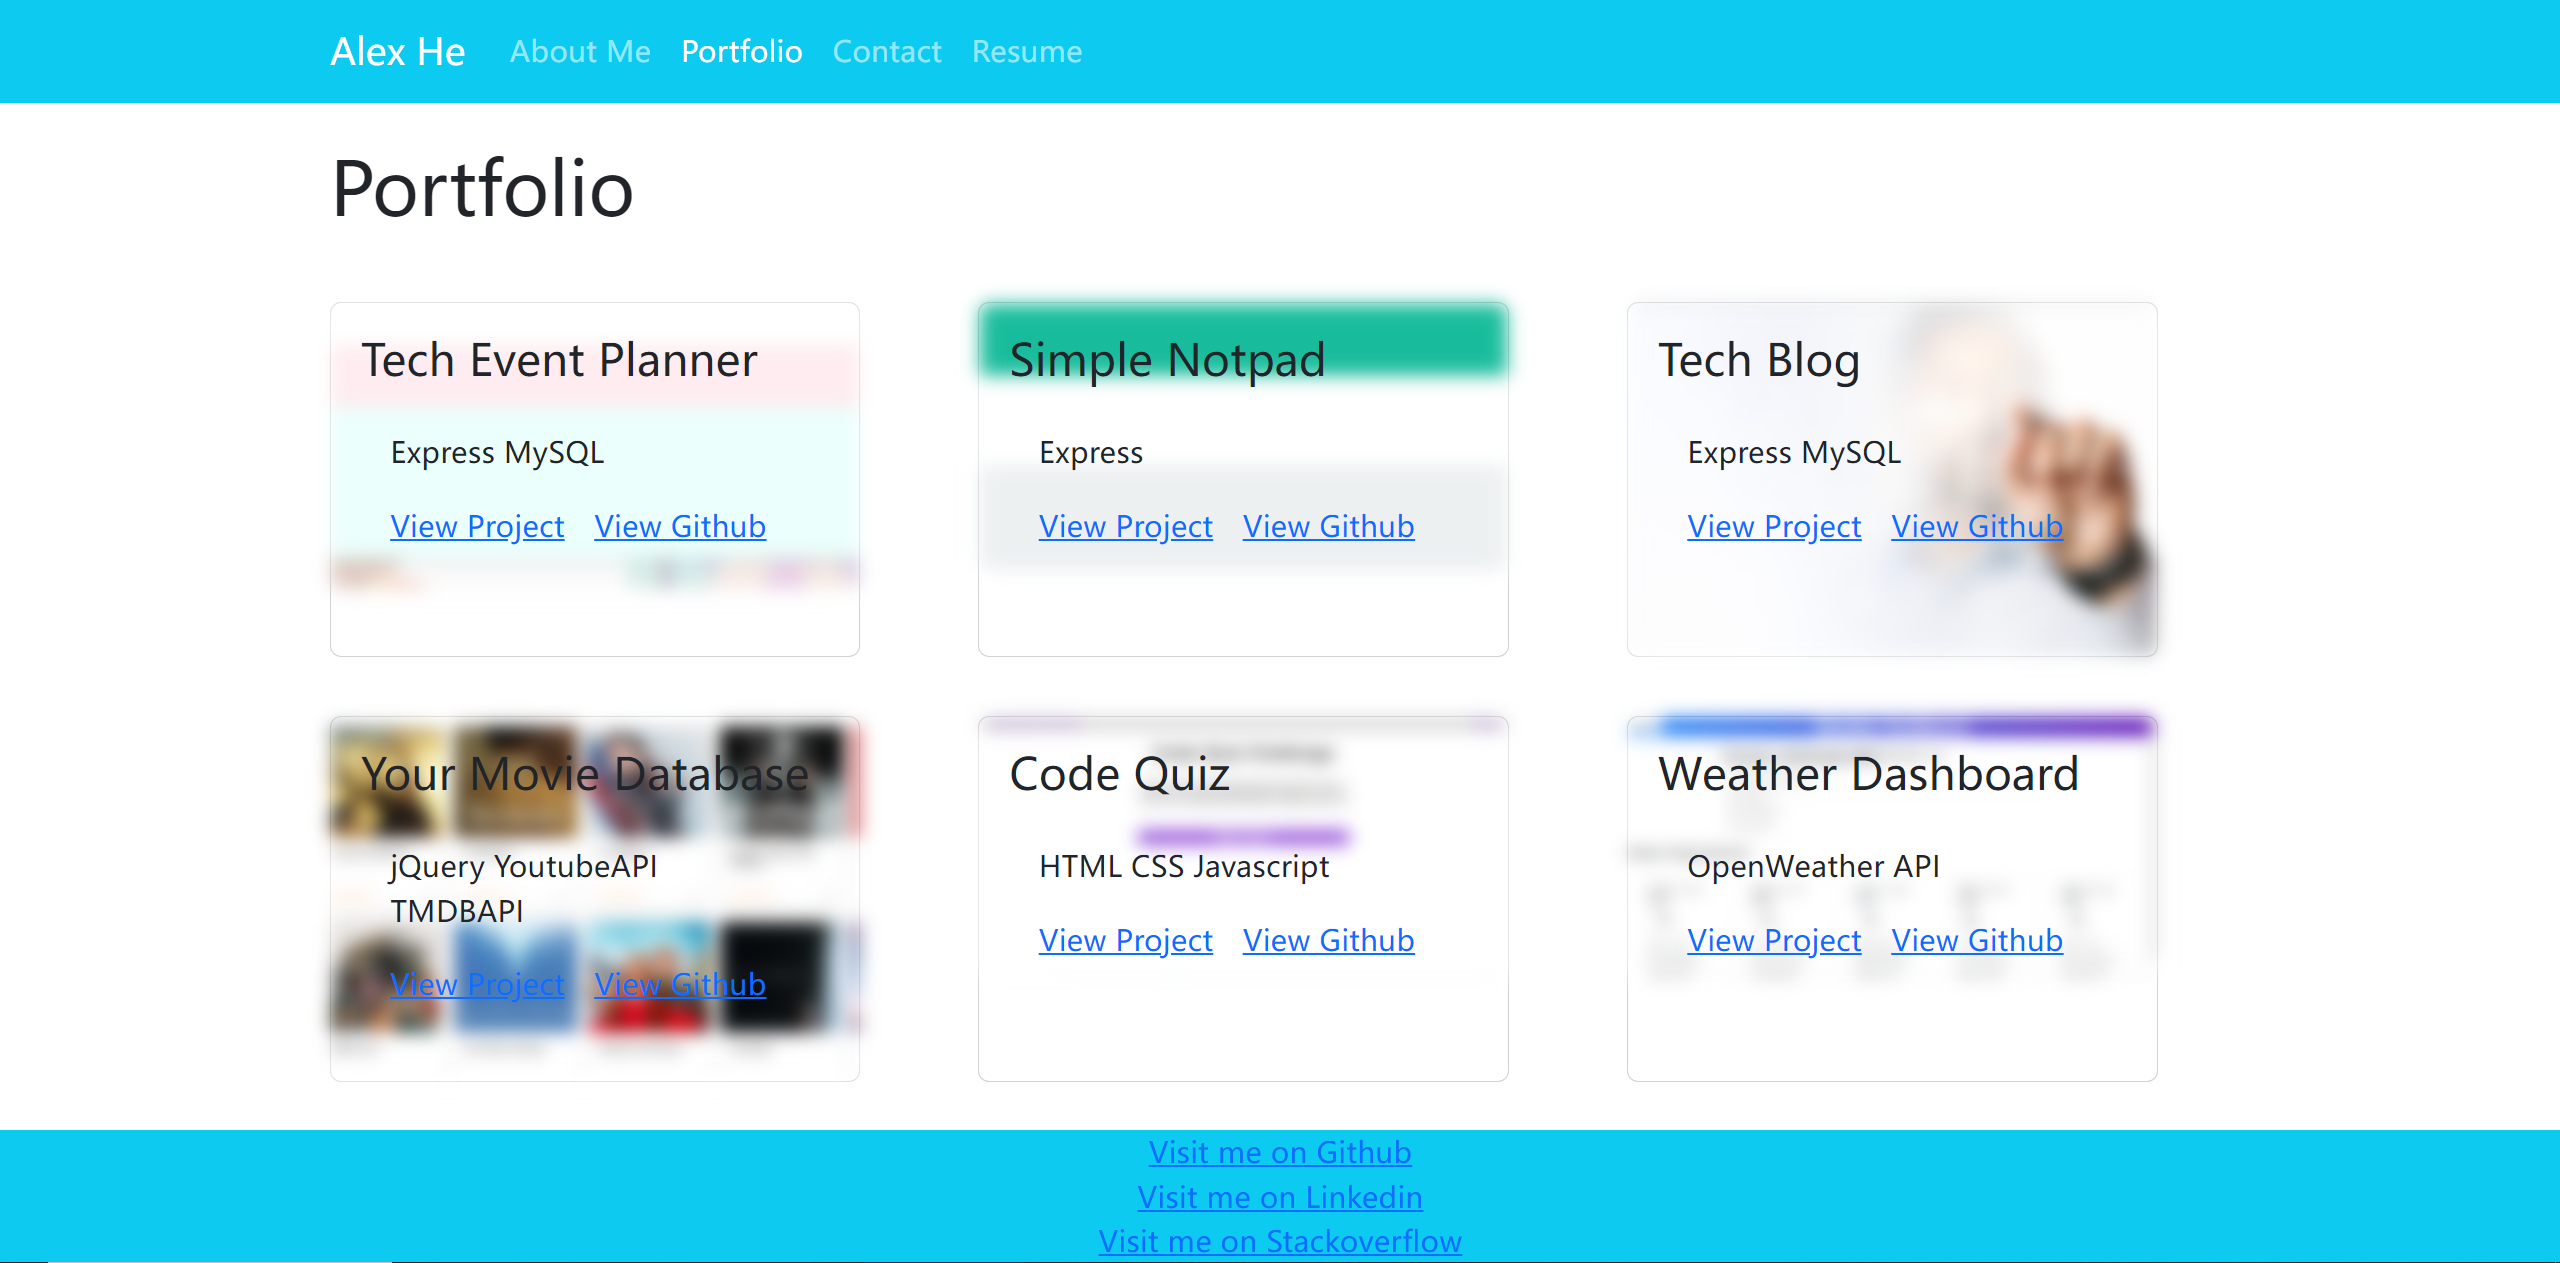 Alex He About Me Portfolio Contact Resume
Portfolio
Tech Event Planner
Express MySQL
View Project View Github
Simple Notpad
Express
View Project View Github
Tech Blog
Express MySQL
View Project View Github
Your Movie Database
jQuery YoutubeAPI
TMDBAPI
View Project View Github
Code Quiz
HTML CSS Javascript
View Project View Github
Weather Dashboard
OpenWeather API
View Project View Github
Visit me on Github
Visit me on Linkedin
Visit me on Stackoverflow